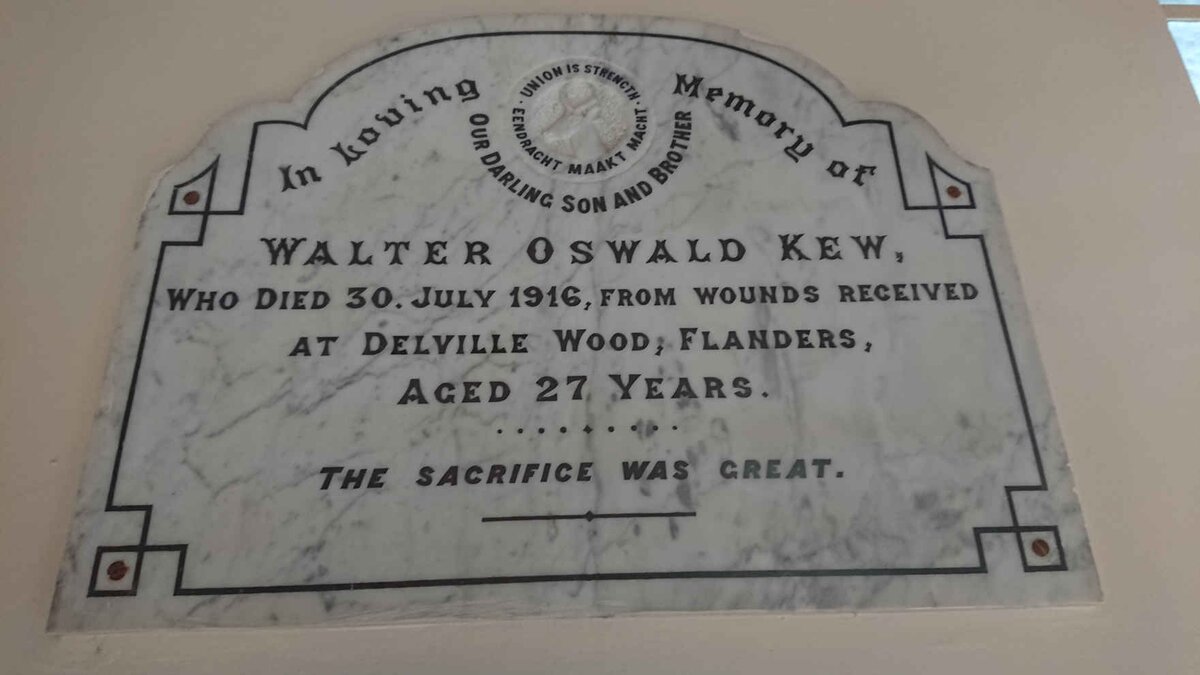 In Loving Memory of
· UNION IS STRENGTH ·
EENDRACHT MAAKT MACHT
OUR DARLING SON AND BROTHER
WALTER OSWALD KEW,
WHO DIED 30. JULY 1916, FROM WOUNDS RECEIVED
AT DELVILLE WOOD, FLANDERS,
AGED 27 YEARS.
THE SACRIFICE WAS GREAT.